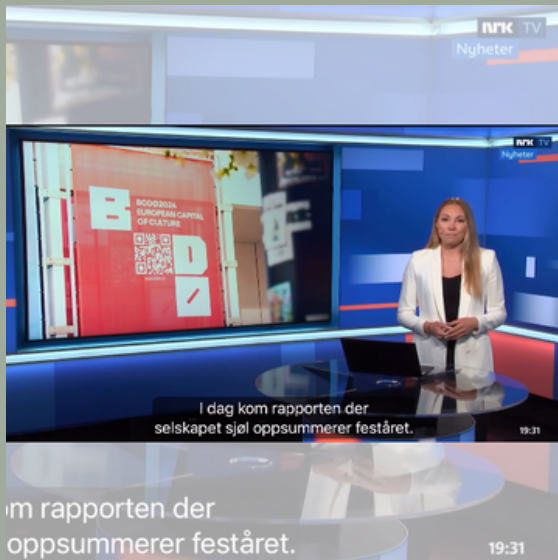 NRK TV
Nyheter
NRK TV
Nyheter
B
BODØ2024
EUROPEAN CAPITAL
OF CULTURE
D
Ø
I dag kom rapporten der
selskapet sjøl oppsummerer feståret.
19:31
om rapporten der
oppsummerer feståret.
19:31